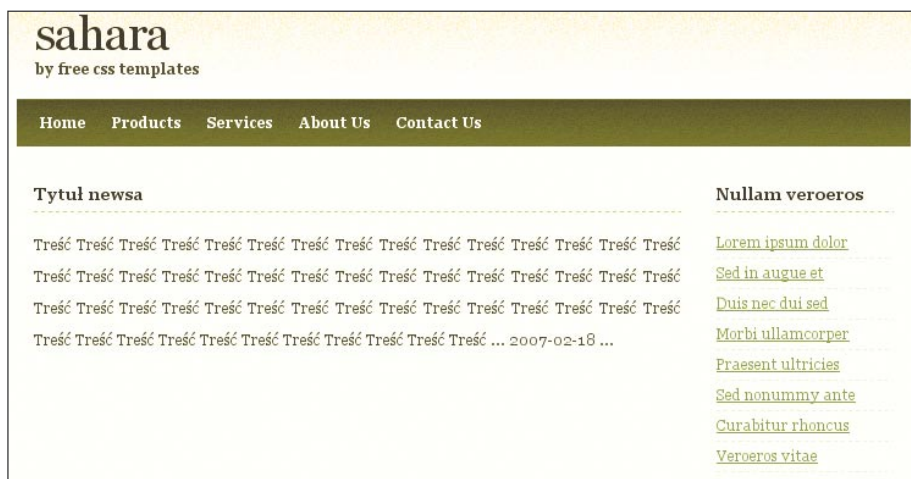 sahara
by free css templates
Home Products Services About Us Contact Us
Tytuł newsa
Treść Treść Treść Treść Treść Treść Treść Treść Treść Treść Treść Treść Treść Treść Treść
Treść Treść Treść Treść Treść Treść Treść Treść Treść Treść Treść Treść Treść Treść Treść
Treść Treść Treść Treść Treść Treść Treść Treść Treść Treść Treść Treść Treść Treść Treść
Treść Treść Treść Treść Treść Treść Treść Treść Treść Treść Treść ... 2007-02-18 ...
Nullam veroeros
Lorem ipsum dolor
Sed in augue et
Duis nec dui sed
Morbi ullamcorper
Praesent ultricies
Sed nonummy ante
Curabitur rhoncus
Veroeros vitae